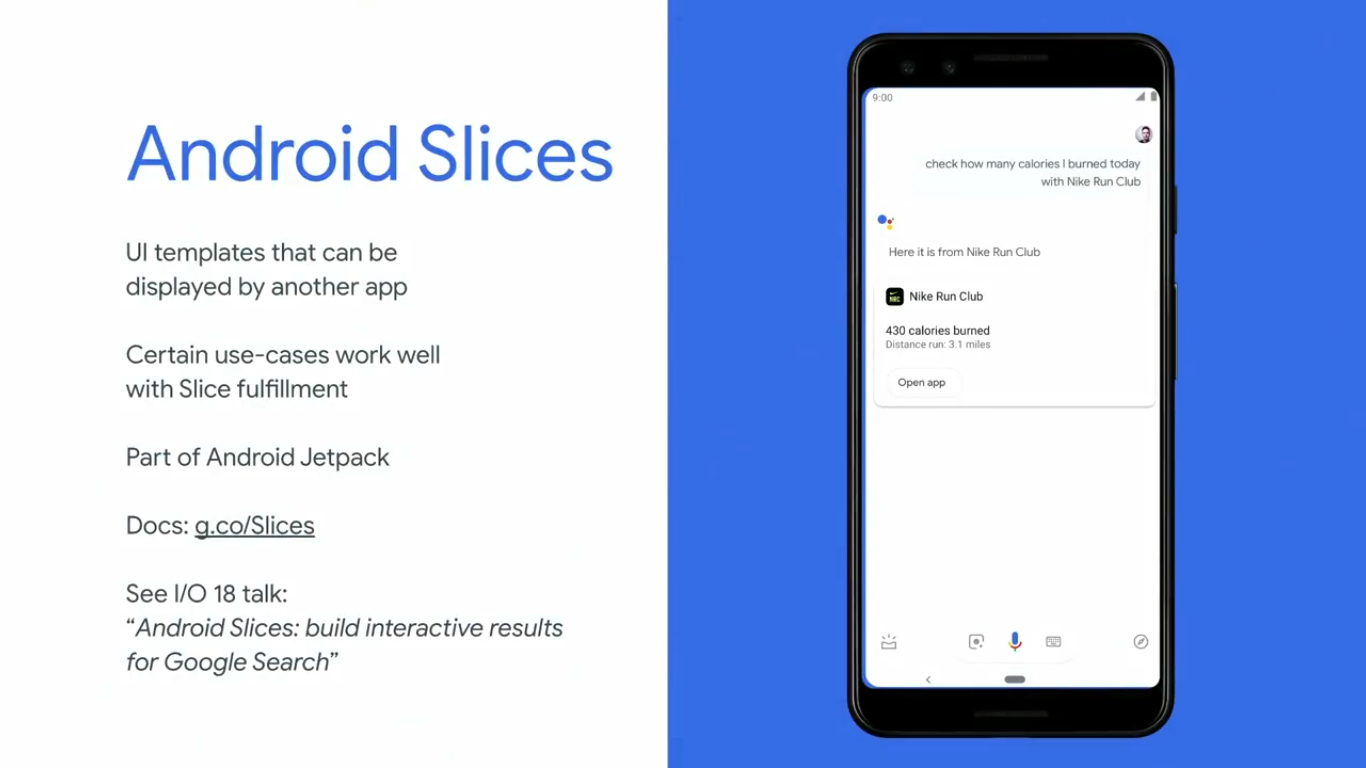 Android Slices
UI templates that can be
displayed by another app
Certain use-cases work well
with Slice fulfillment
Part of Android Jetpack
Docs: g.co/Slices
See I/O 18 talk:
“Android Slices: build interactive results
for Google Search”
9:00
check how many calories I burned today
with Nike Run Club
Here it is from Nike Run Club
NRC
Nike Run Club
430 calories burned
Distance run: 3.1 miles
Open app